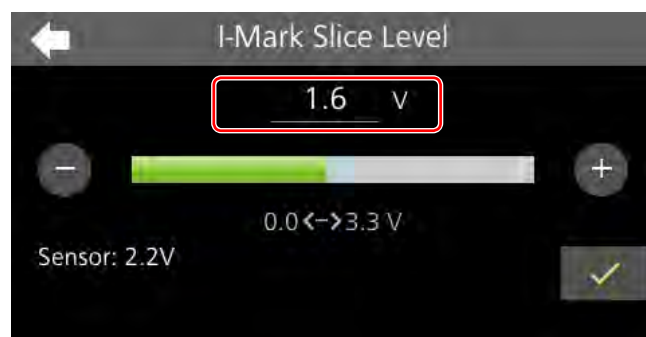 I-Mark Slice Level
1.6 V
0.0<->3.3 V
Sensor: 2.2V